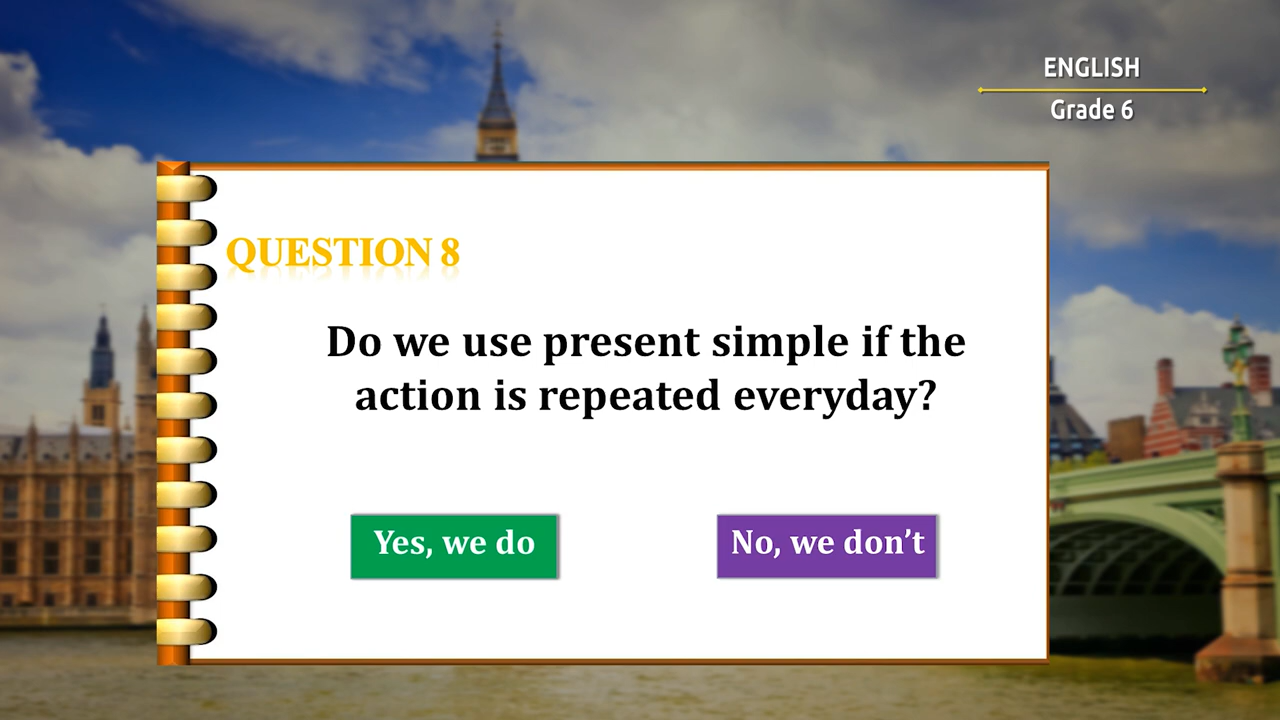 ENGLISH
Grade 6
QUESTION 8
Do we use present simple if the
action is repeated everyday?
Yes, we do
No, we don’t